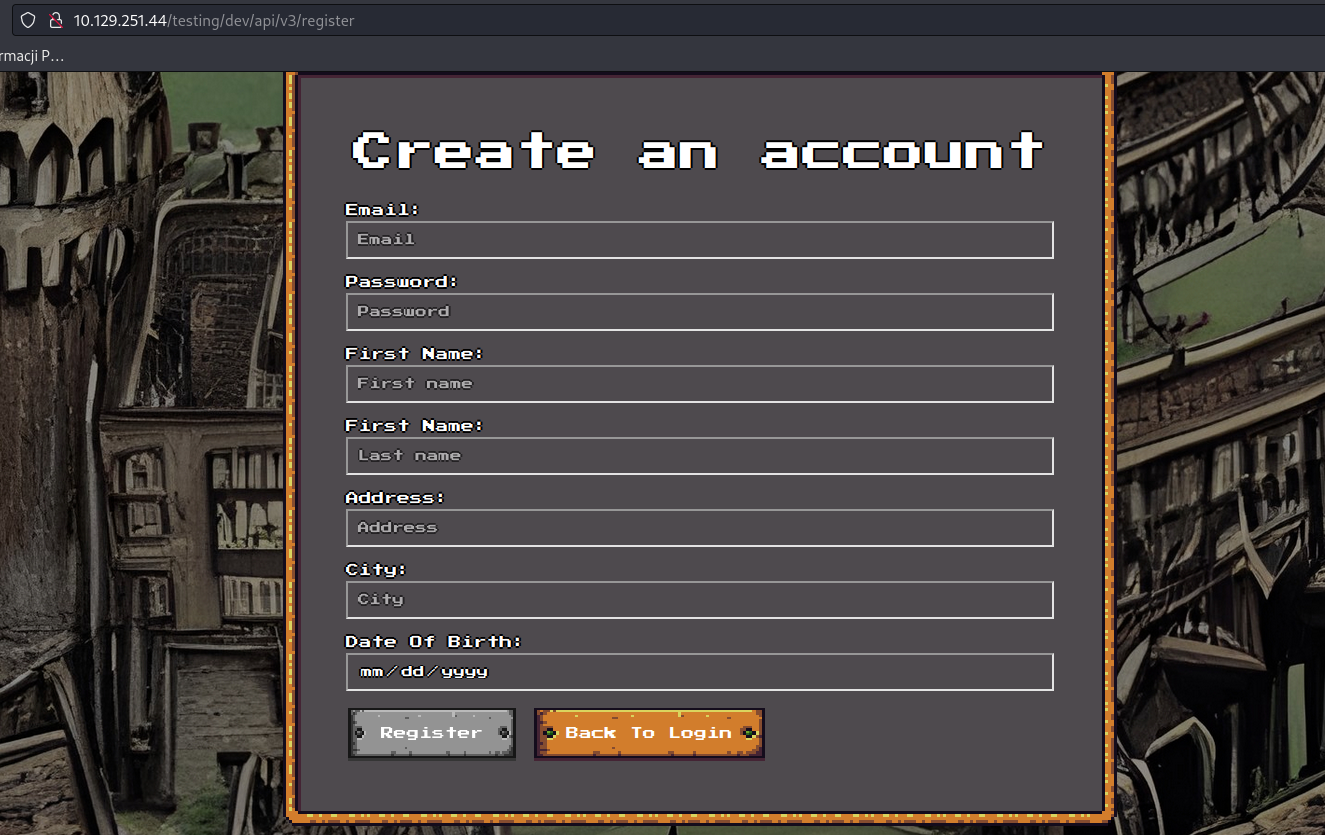 10.129.251.44/testing/dev/api/v3/register
rmacji P…
Create an account
Email:
Email
Password:
Password
First Name:
First name
First Name:
Last name
Address:
Address
City:
City
Date Of Birth:
mm/dd/yyyy
Register Back To Login